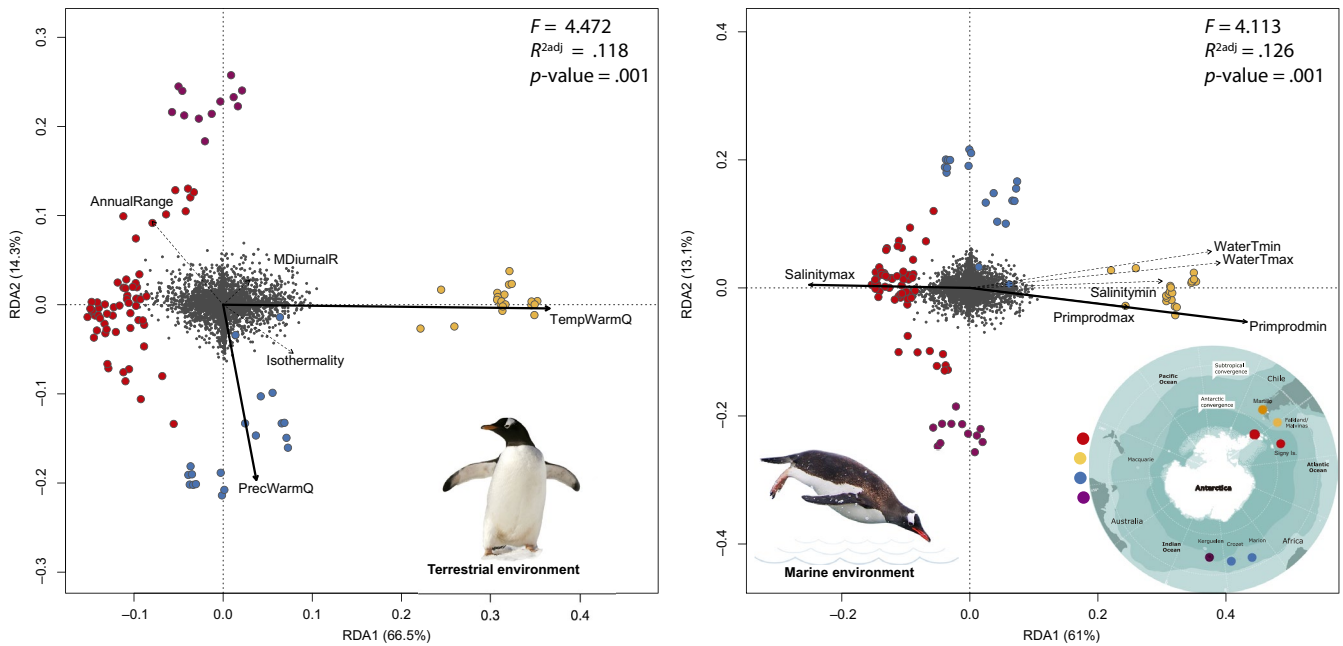 F = 4.472
R2adj = .118
p-value = .001
0.3
0.2
0.1
0.0
−0.1
−0.2
−0.3
RDA2 (14.3%)
AnnualRange
MDiurnalR
TempWarmQ
Isothermality
PrecWarmQ
Terrestrial environment
−0.1
0.0
0.1
0.2
0.3
0.4
RDA1 (66.5%)
F = 4.113
R2adj = .126
p-value = .001
0.4
0.2
0.0
−0.2
−0.4
RDA2 (13.1%)
WaterTmin
WaterTmax
Salinitymax
Salinitymin
Primprodmax
Primprodmin
Pacific
Ocean
Subtropical
convergence
Chile
Antarctic
convergence
Martillo
Falkland/
Malvines
Signy Is.
Macquarie
Atlantic
Ocean
Antarctica
Australia
Indian
Ocean
Kerguelen
Crozet
Marion
Africa
Marine environment
−0.2
0.0
0.2
0.4
RDA1 (61%)